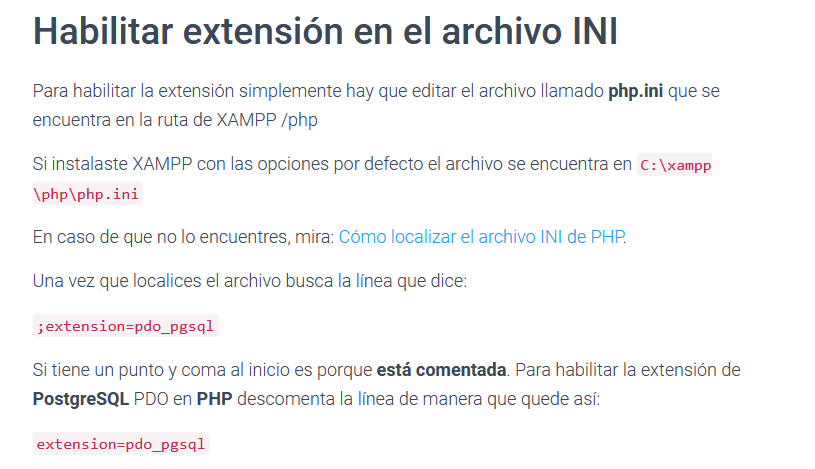 Habilitar extensión en el archivo INI
Para habilitar la extensión simplemente hay que editar el archivo llamado php.ini que se
encuentra en la ruta de XAMPP /php
Si instalaste XAMPP con las opciones por defecto el archivo se encuentra en C:\xampp
\php\php.ini
En caso de que no lo encuentres, mira: Cómo localizar el archivo INI de PHP.
Una vez que localices el archivo busca la línea que dice:
;extension=pdo_pgsql
Si tiene un punto y coma al inicio es porque está comentada. Para habilitar la extensión de
PostgreSQL PDO en PHP descomenta la línea de manera que quede así:
extension=pdo_pgsql